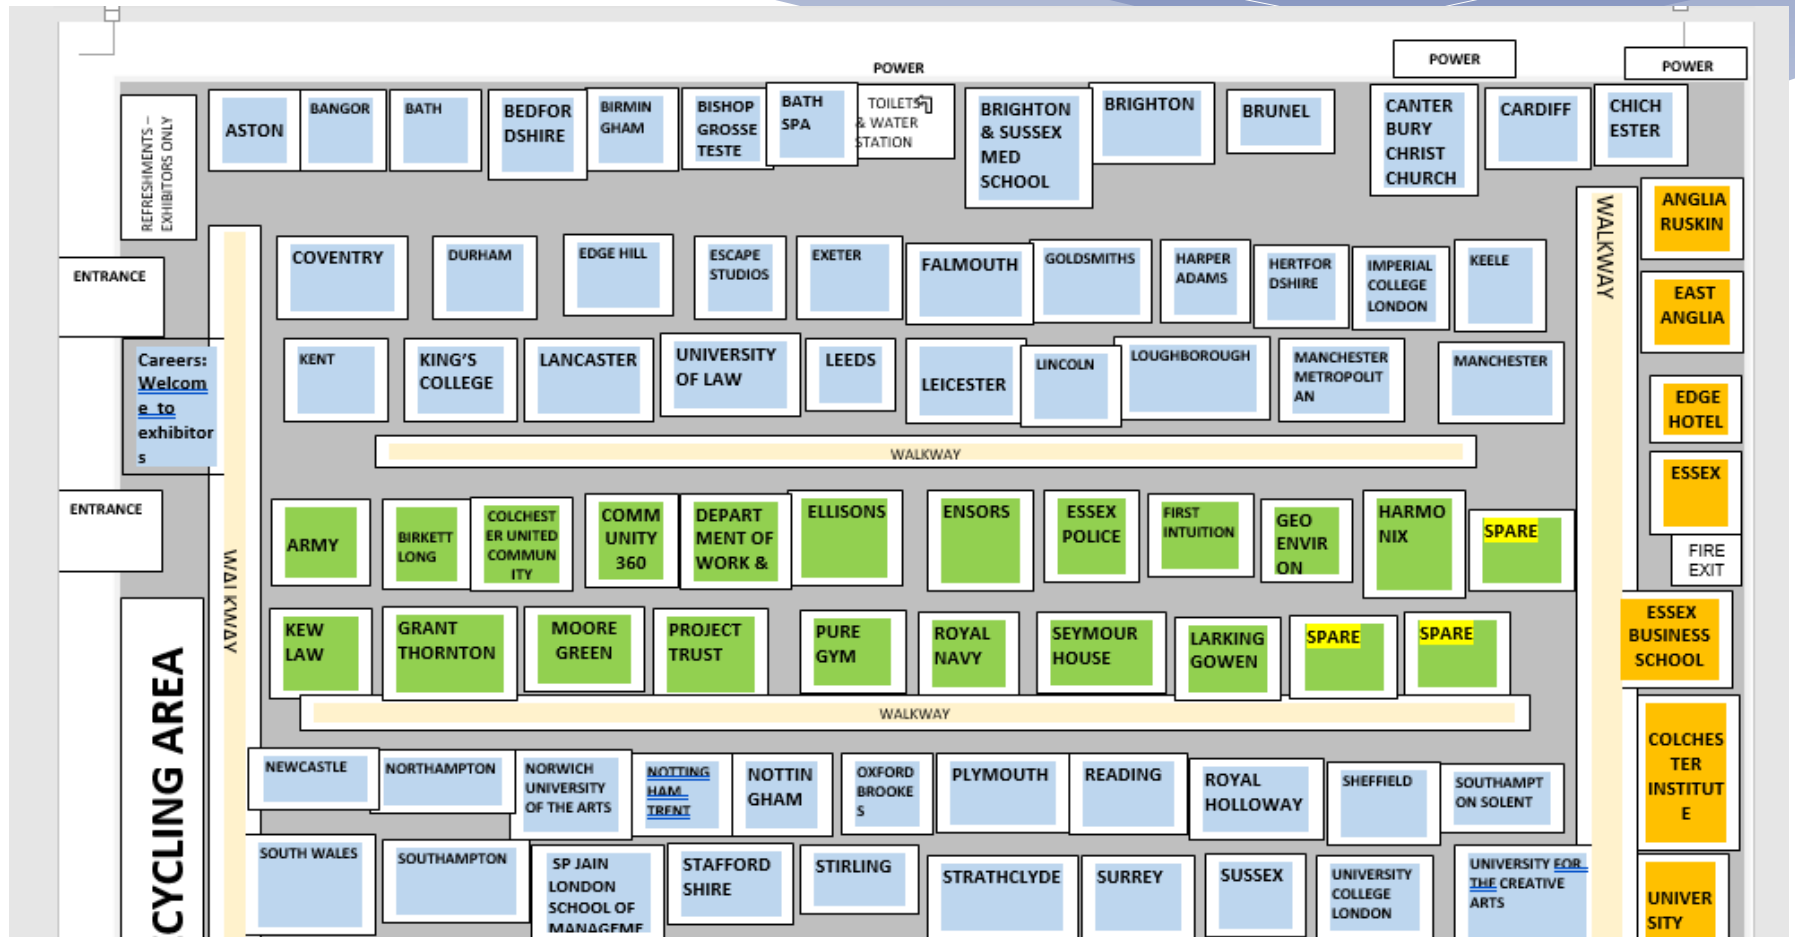 POWER
POWER
POWER
REFRESHMENTS –
EXHIBITORS ONLY
ASTON
BANGOR
BATH
BEDFOR
DSHIRE
BIRMIN
GHAM
BISHOP
GROSSE
TESTE
BATH
SPA
TOILETS
& WATER
STATION
BRIGHTON
& SUSSEX
MED
SCHOOL
BRIGHTON
BRUNEL
CANTER
BURY
CHRIST
CHURCH
CARDIFF
CHICH
ESTER
WALKWAY
ANGLIA
RUSKIN
ENTRANCE
COVENTRY
DURHAM
EDGE HILL
ESCAPE
STUDIOS
EXETER
FALMOUTH
GOLDSMITHS
HARPER
ADAMS
HERTFOR
DSHIRE
IMPERIAL
COLLEGE
LONDON
KEELE
EAST
ANGLIA
Careers:
Welcom
e to
exhibitor
s
KENT
KING'S
COLLEGE
LANCASTER
UNIVERSITY
OF LAW
LEEDS
LEICESTER
LINCOLN
LOUGHBOROUGH
MANCHESTER
METROPOLIT
AN
MANCHESTER
EDGE
HOTEL
WALKWAY
ESSEX
ENTRANCE
WALKWAY
ARMY
BIRKETT
LONG
COLCHEST
ER UNITED
COMMUN
ITY
COMM
UNITY
360
DEPART
MENT OF
WORK &
ELLISONS
ENSORS
ESSEX
POLICE
FIRST
INTUITION
GEO
ENVIR
ON
HARMO
NIX
SPARE
FIRE
EXIT
KEW
LAW
GRANT
THORNTON
MOORE
GREEN
PROJECT
TRUST
PURE
GYM
ROYAL
NAVY
SEYMOUR
HOUSE
LARKING
GOWEN
SPARE
SPARE
ESSEX
BUSINESS
SCHOOL
WALKWAY
CYCLING AREA
NEWCASTLE
NORTHAMPTON
NORWICH
UNIVERSITY
OF THE ARTS
NOTTING
HAM
TRENT
NOTTIN
GHAM
OXFORD
BROOKE
S
PLYMOUTH
READING
ROYAL
HOLLOWAY
SHEFFIELD
SOUTHAMPT
ON SOLENT
COLCHES
TER
INSTITUT
E
SOUTH WALES
SOUTHAMPTON
SP JAIN
LONDON
SCHOOL OF
MANAGEME
STAFFORD
SHIRE
STIRLING
STRATHCLYDE
SURREY
SUSSEX
UNIVERSITY
COLLEGE
LONDON
UNIVERSITY FOR
THE CREATIVE
ARTS
UNIVER
SITY